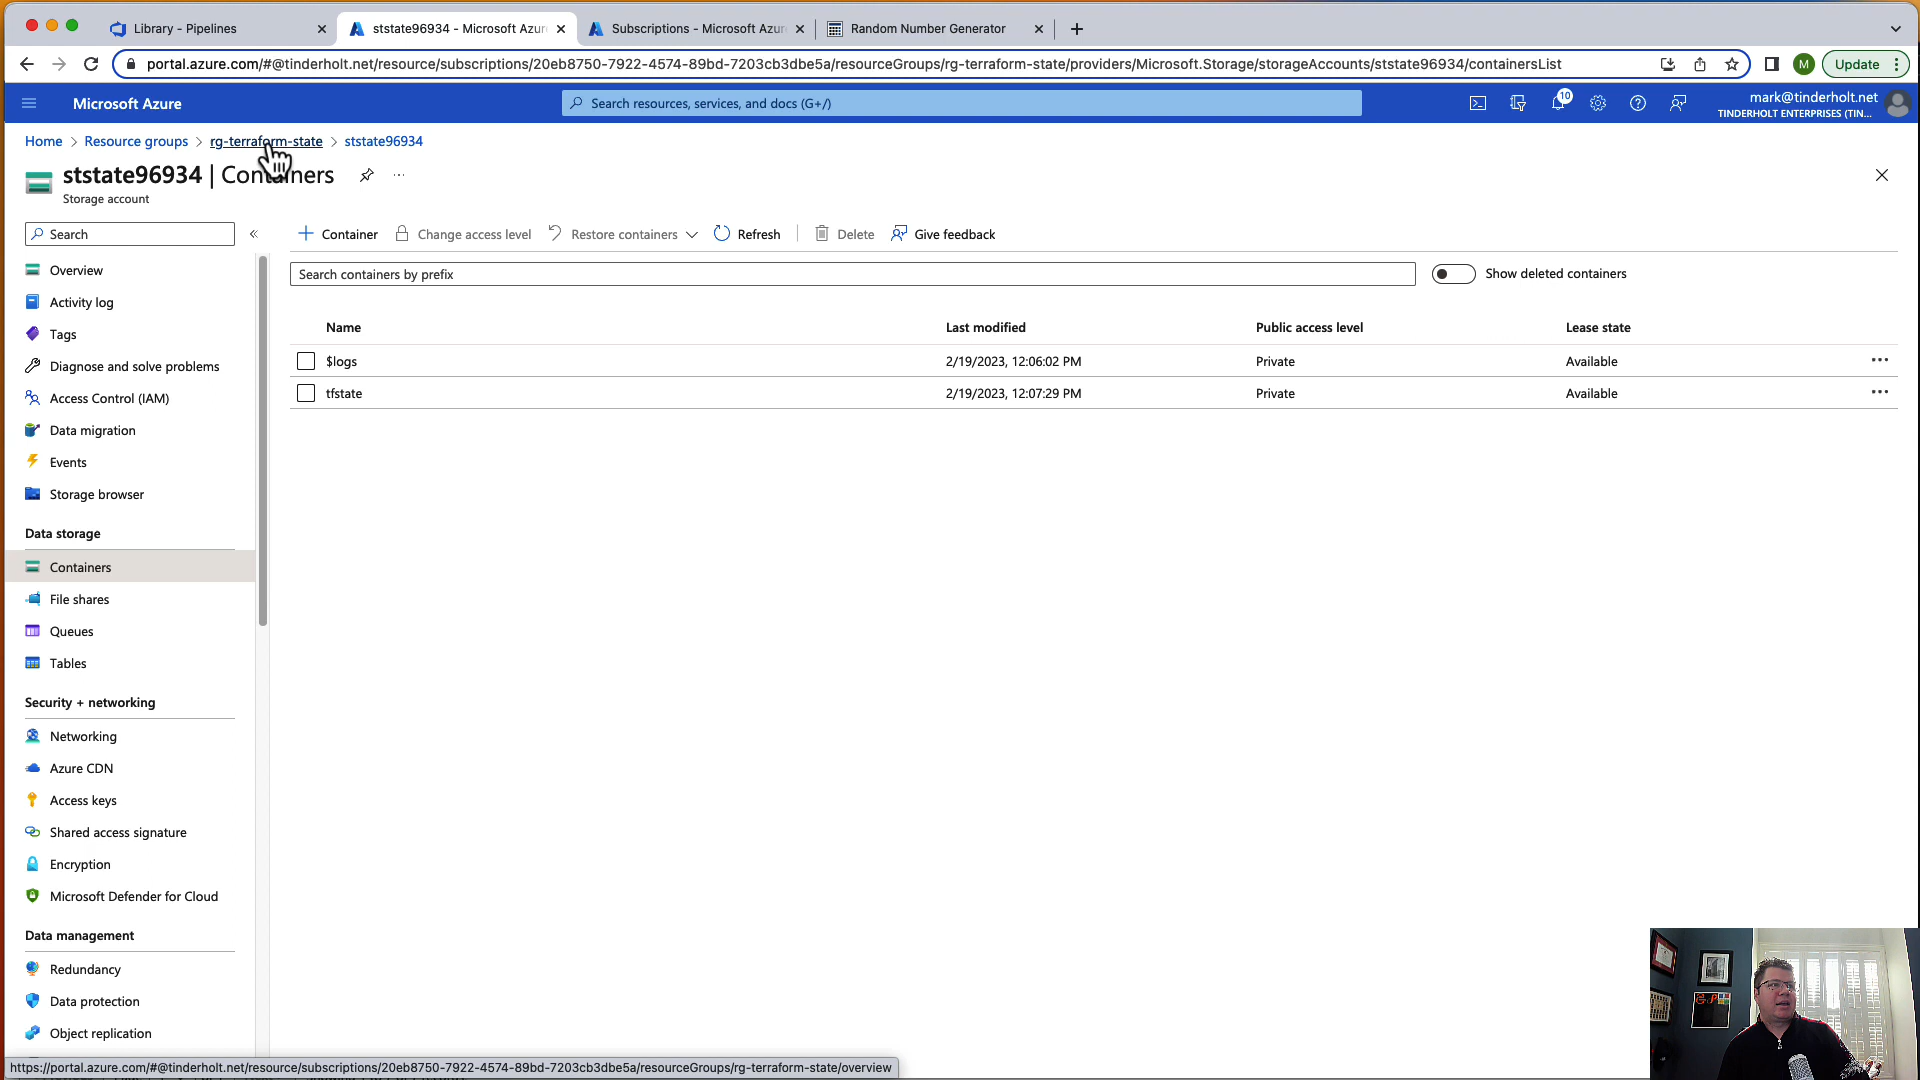 Library - Pipelines
ststate96934 - Microsoft Azur
Subscriptions - Microsoft Azur
Random Number Generator
portal.azure.com/#@tinderholt.net/resource/subscriptions/20eb8750-7922-4574-89bd-7203cb3dbe5a/resourceGroups/rg-terraform-state/providers/Microsoft.Storage/storageAccounts/ststate96934/containersList
M
Update
Microsoft Azure
Search resources, services, and docs (G+/)
10
mark@tinderholt.net
TINDERHOLT ENTERPRISES (TIN...
Home > Resource groups > rg-terraform-state > ststate96934
ststate96934 | Containers
Storage account
Search
Container
Change access level
Restore containers
Refresh
Delete
Give feedback
Search containers by prefix
Show deleted containers
Name Last modified Public access level Lease state
$logs 2/19/2023, 12:06:02 PM Private Available
tfstate 2/19/2023, 12:07:29 PM Private Available
Overview
Activity log
Tags
Diagnose and solve problems
Access Control (IAM)
Data migration
Events
Storage browser
Data storage
Containers
File shares
Queues
Tables
Security + networking
Networking
Azure CDN
Access keys
Shared access signature
Encryption
Microsoft Defender for Cloud
Data management
Redundancy
Data protection
Object replication
https://portal.azure.com/#@tinderholt.net/resource/subscriptions/20eb8750-7922-4574-89bd-7203cb3dbe5a/resourceGroups/rg-terraform-state/overview